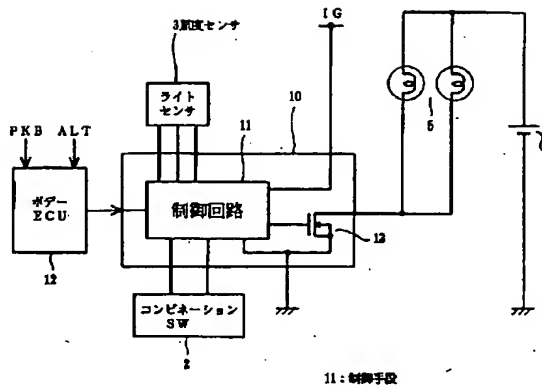 3照度センサ
IG
ライト
センサ
10
11
5
6
PKB ALT
ボデー
ECU
制御回路
13
12
コンビネーション
SW
2
11：制御手段